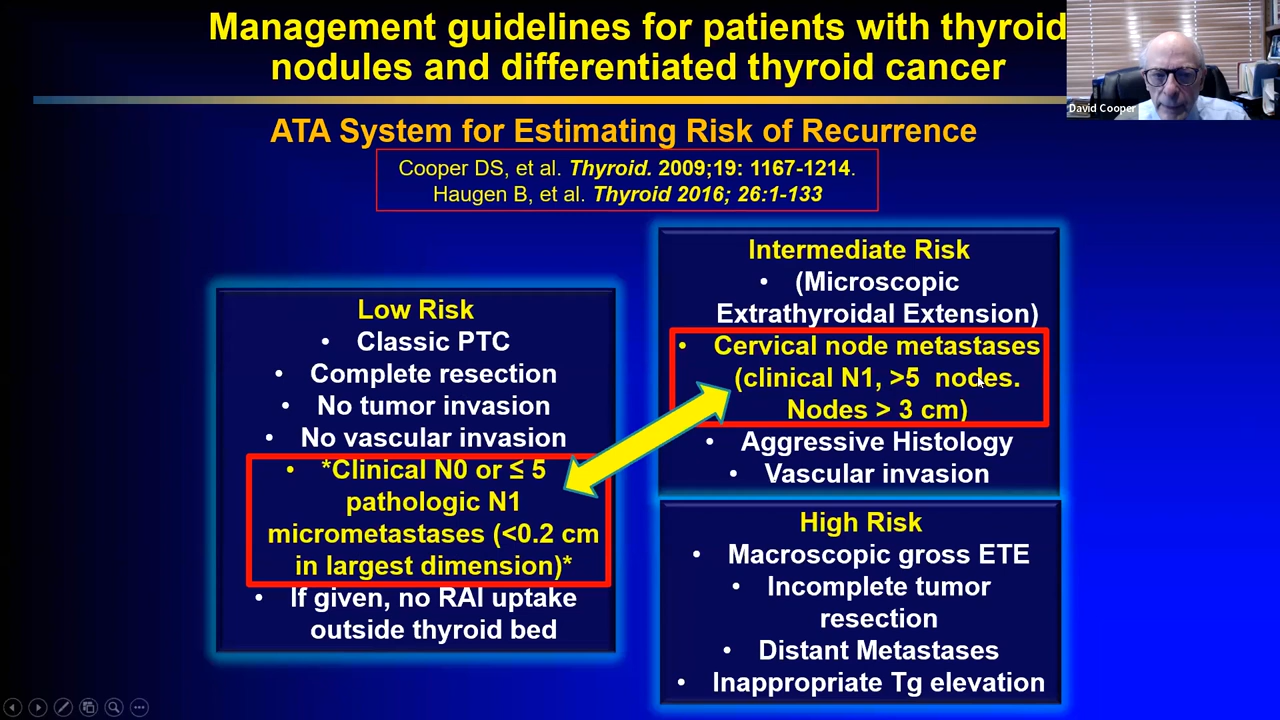 Management guidelines for patients with thyroid
nodules and differentiated thyroid cancer
David Cooper
ATA System for Estimating Risk of Recurrence
Cooper DS, et al. Thyroid. 2009;19: 1167-1214.
Haugen B, et al. Thyroid 2016; 26:1-133
Low Risk
• Classic PTC
• Complete resection
• No tumor invasion
• No vascular invasion
• *Clinical N0 or ≤ 5
pathologic N1
micrometastases (<0.2 cm
in largest dimension)*
• If given, no RAI uptake
outside thyroid bed
Intermediate Risk
• (Microscopic
Extrathyroidal Extension)
• Cervical node metastases
(clinical N1, >5 nodes.
Nodes > 3 cm)
• Aggressive Histology
• Vascular invasion
High Risk
• Macroscopic gross ETE
• Incomplete tumor
resection
• Distant Metastases
• Inappropriate Tg elevation